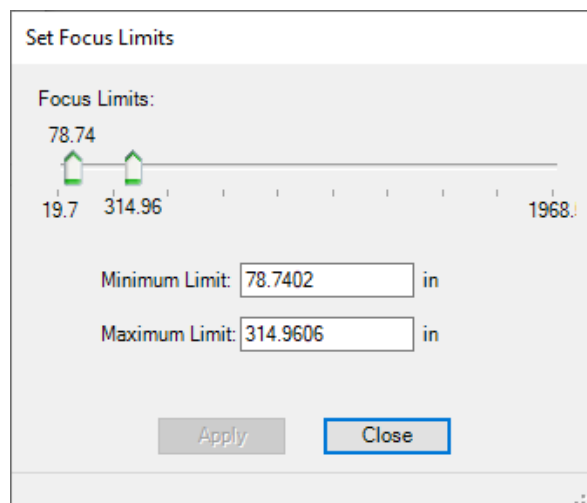 Set Focus Limits
Focus Limits:
78.74
19.7 314.96 1968.
Minimum Limit: 78.7402 in
Maximum Limit: 314.9606 in
Apply Close